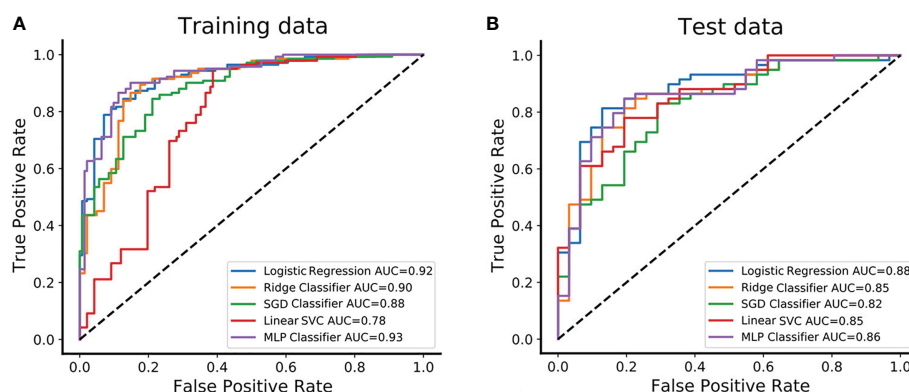 A
Training data
True Positive Rate
1.0
0.8
0.6
0.4
0.2
0.0
0.0 0.2 0.4 0.6 0.8 1.0
False Positive Rate
Logistic Regression AUC=0.92
Ridge Classifier AUC=0.90
SGD Classifier AUC=0.88
Linear SVC AUC=0.78
MLP Classifier AUC=0.93
B
Test data
True Positive Rate
1.0
0.8
0.6
0.4
0.2
0.0
0.0 0.2 0.4 0.6 0.8 1.0
False Positive Rate
Logistic Regression AUC=0.88
Ridge Classifier AUC=0.85
SGD Classifier AUC=0.82
Linear SVC AUC=0.85
MLP Classifier AUC=0.86